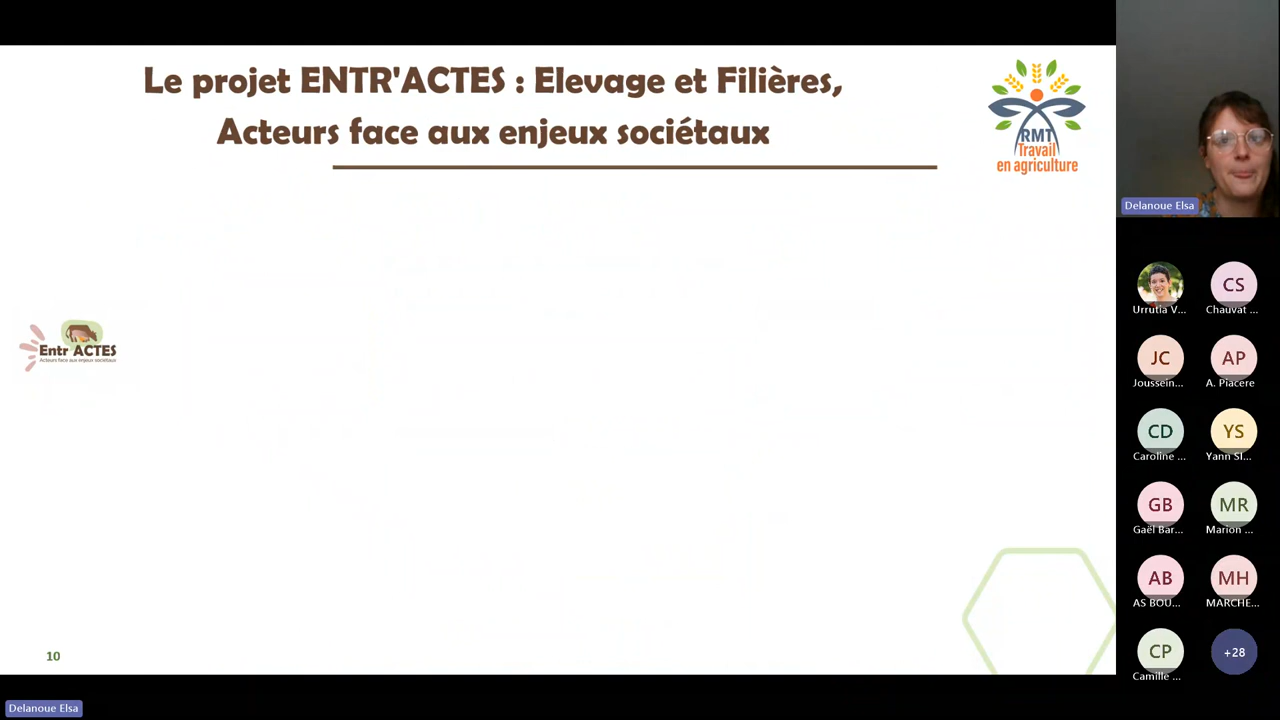 Le projet ENTR'ACTES : Elevage et Filières,
Acteurs face aux enjeux sociétaux
RMT
Travail
en agriculture
Entr ACTES
Acteurs face aux enjeux sociétaux
10
Delanoue Elsa
Delanoue Elsa
Urrutia V...
CS
Chauvat ...
JC
Joussein...
AP
A. Piacere
CD
Caroline ...
YS
Yann Sl...
GB
Gaël Bar...
MR
Marion ...
AB
AS BOU...
MH
MARCHE...
CP
Camille ...
+28